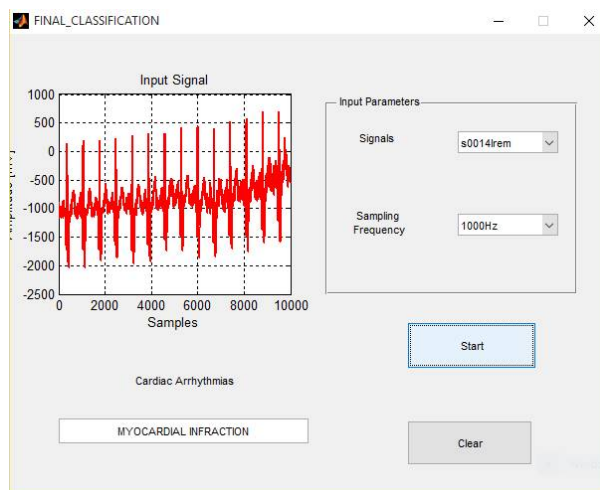 FINAL_CLASSIFICATION
Input Signal
1000
500
0
-500
-1000
-1500
-2000
-2500
0 2000 4000 6000 8000 10000
Samples
Input Parameters
Signals
s0014lrem
Sampling
Frequency
1000Hz
Start
Cardiac Arrhythmias
MYOCARDIAL INFRACTION
Clear